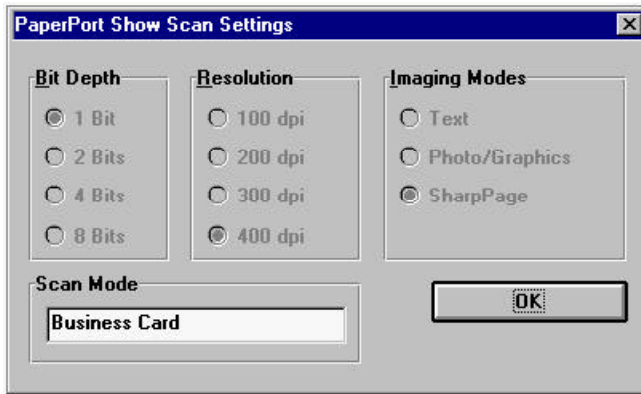 PaperPort Show Scan Settings
Bit Depth
1 Bit
2 Bits
4 Bits
8 Bits
Resolution
100 dpi
200 dpi
300 dpi
400 dpi
Imaging Modes
Text
Photo/Graphics
SharpPage
Scan Mode
Business Card
OK